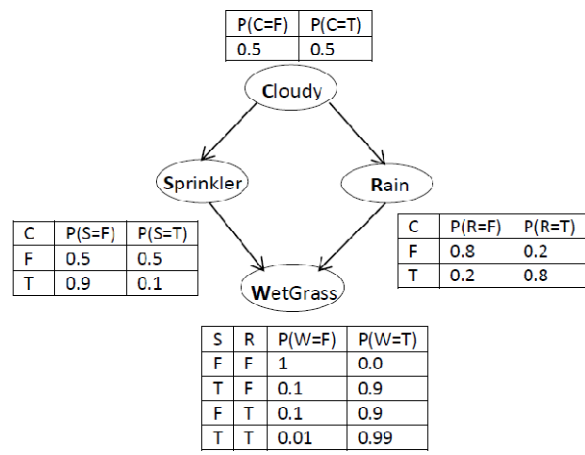 P(C=F) P(C=T)
0.5 0.5
Cloudy
Sprinkler Rain
C P(S=F) P(S=T)
F 0.5 0.5
T 0.9 0.1
C P(R=F) P(R=T)
F 0.8 0.2
T 0.2 0.8
WetGrass
S R P(W=F) P(W=T)
F F 1 0.0
T F 0.1 0.9
F T 0.1 0.9
T T 0.01 0.99